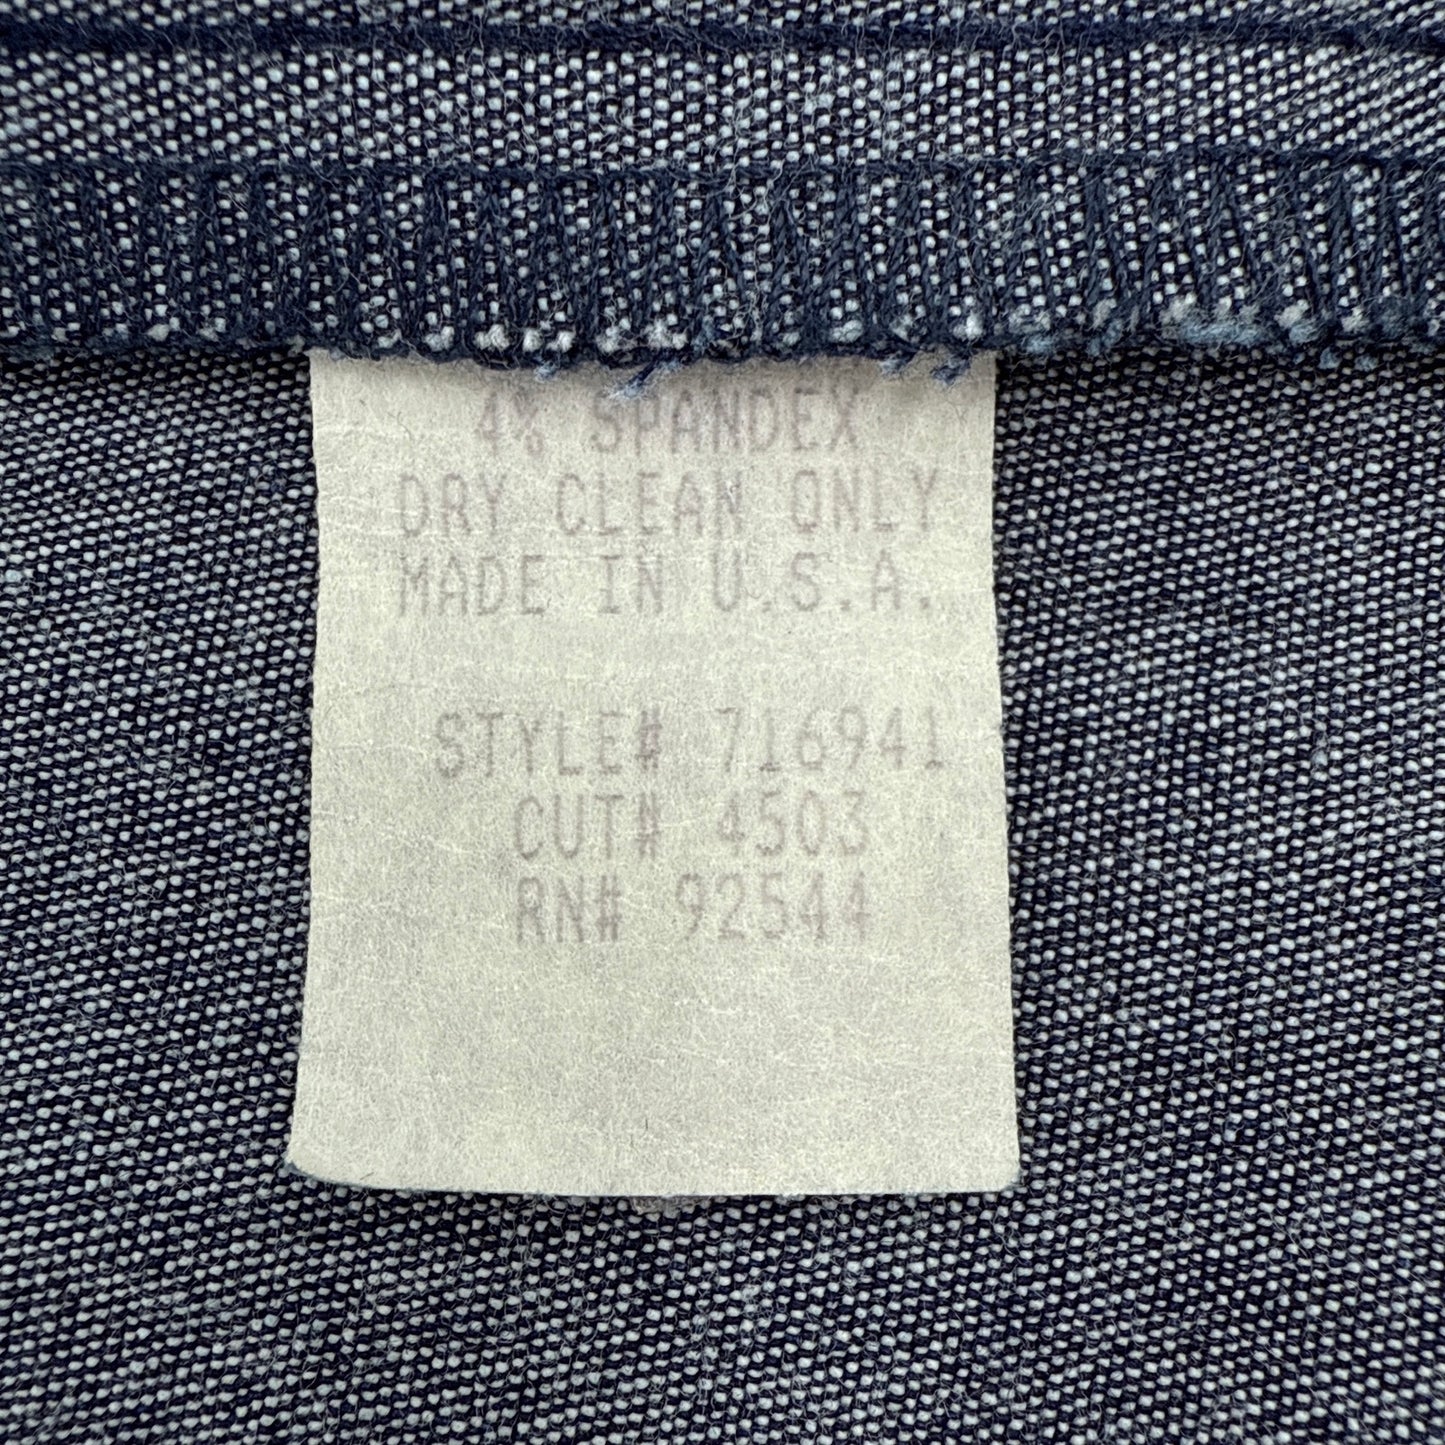 4% SPANDEX
DRY CLEAN ONLY
MADE IN U.S.A.
STYLE# 716941
CUT# 4503
RN# 92544